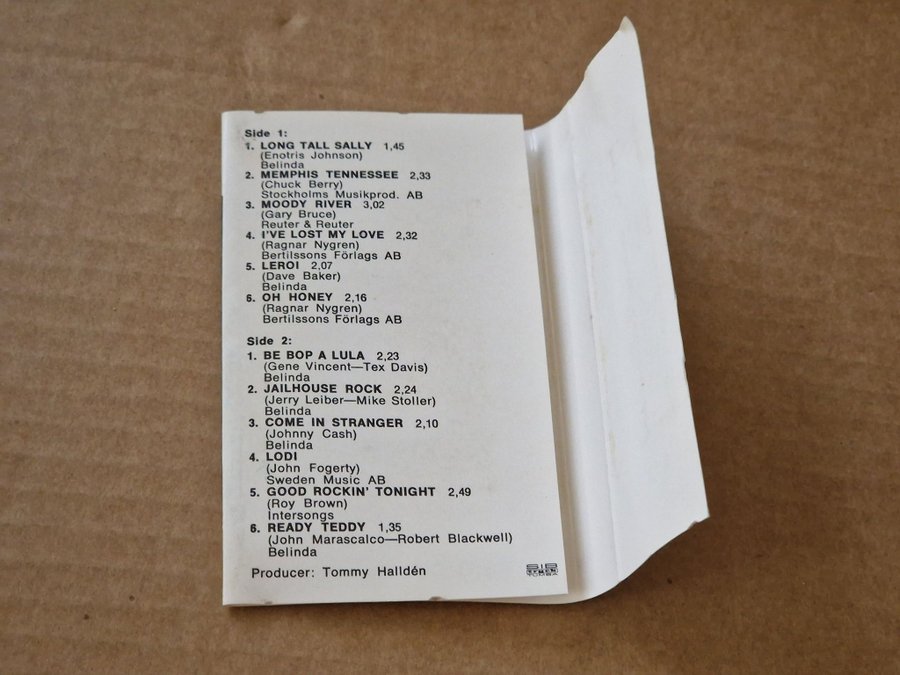 Side 1:
1. LONG TALL SALLY 1,45
(Enotris Johnson)
Belinda
2. MEMPHIS TENNESSEE 2,33
(Chuck Berry)
Stockholms Musikprod. AB
3. MOODY RIVER 3,02
(Gary Bruce)
Reuter & Reuter
4. I'VE LOST MY LOVE 2,32
(Ragnar Nygren)
Bertilssons Förlags AB
5. LEROI 2,07
(Dave Baker)
Belinda
6. OH HONEY 2,16
(Ragnar Nygren)
Bertilssons Förlags AB
Side 2:
1. BE BOP A LULA 2,23
(Gene Vincent—Tex Davis)
Belinda
2. JAILHOUSE ROCK 2,24
(Jerry Leiber—Mike Stoller)
Belinda
3. COME IN STRANGER 2,10
(Johnny Cash)
Belinda
4. LODI
(John Fogerty)
Sweden Music AB
5. GOOD ROCKIN' TONIGHT 2,49
(Roy Brown)
Intersongs
6. READY TEDDY 1,35
(John Marascalco—Robert Blackwell)
Belinda
Producer: Tommy Halldén
TUMBA